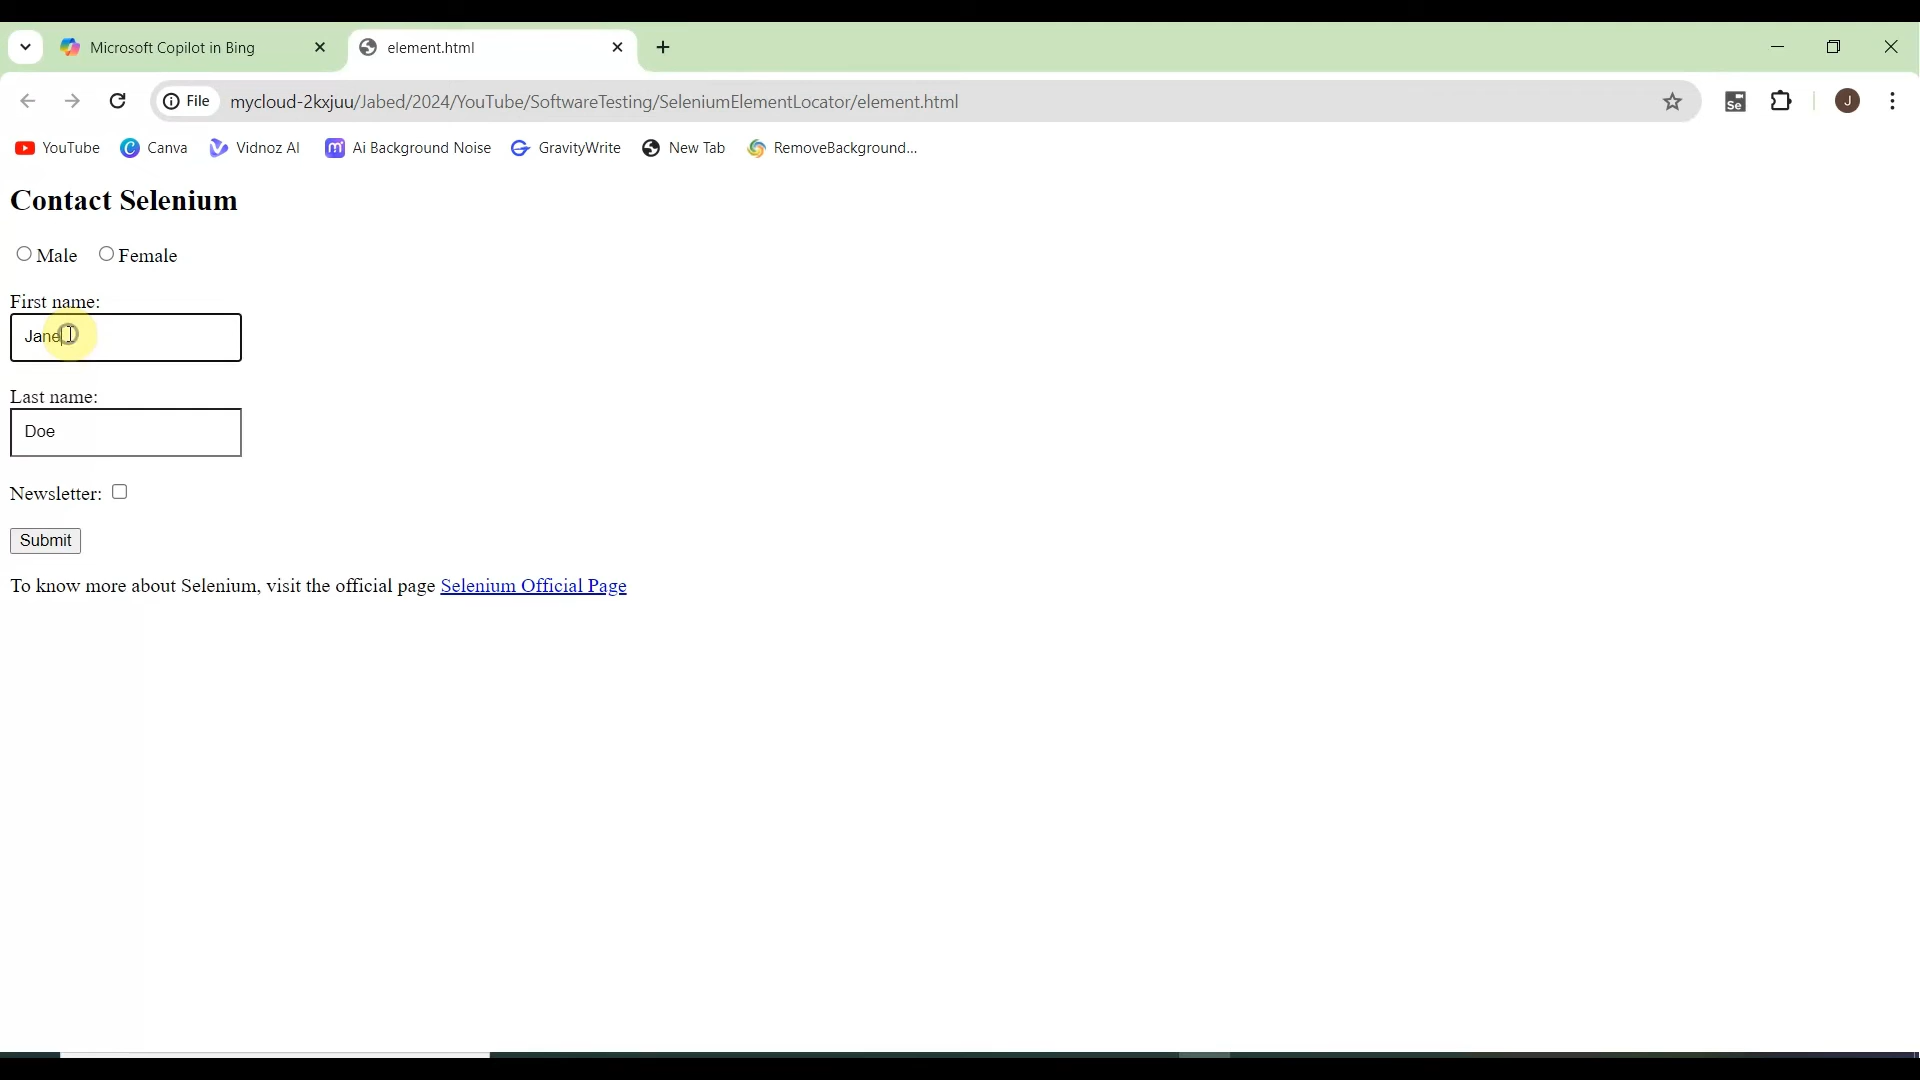 Microsoft Copilot in Bing
element.html
File mycloud-2kxjuu/Jabed/2024/YouTube/SoftwareTesting/SeleniumElementLocator/element.html
Se
J
YouTube Canva Vidnoz AI Ai Background Noise GravityWrite New Tab RemoveBackground...
Contact Selenium
Male Female
First name:
Jane
Last name:
Doe
Newsletter:
Submit
To know more about Selenium, visit the official page Selenium Official Page